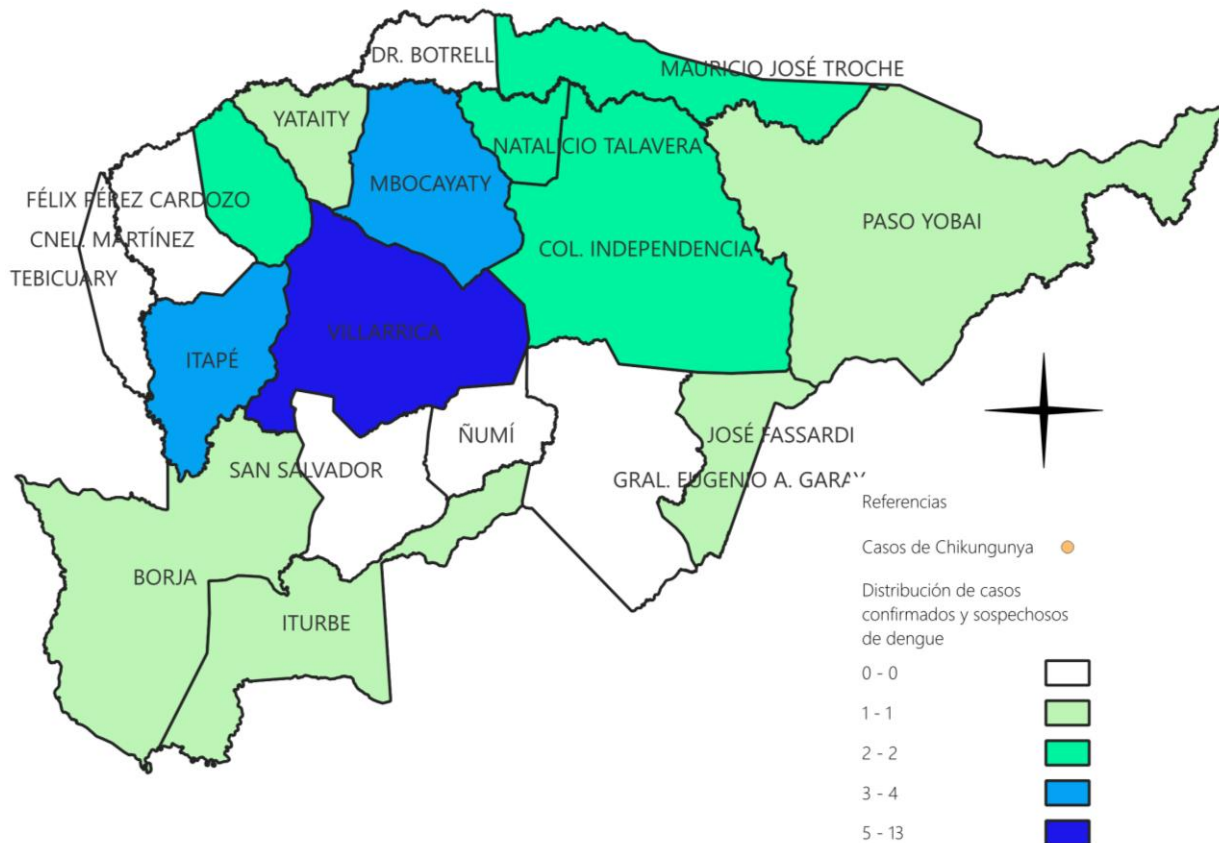 DR. BOTRELL
MAURICIO JOSÉ TROCHE
YATAITY
NATALICIO TALAVERA
MBOCAYATY
FÉLIX PÉREZ CARDOZO
PASO YOBAI
CNEL. MARTÍNEZ
COL. INDEPENDENCIA
TEBICUARY
VILLARRICA
ITAPÉ
ÑUMÍ
JOSÉ FASSARDI
SAN SALVADOR
GRAL. EUGENIO A. GARAY
BORJA
ITURBE
Referencias
Casos de Chikungunya
Distribución de casos
confirmados y sospechosos
de dengue
0 - 0
1 - 1
2 - 2
3 - 4
5 - 13